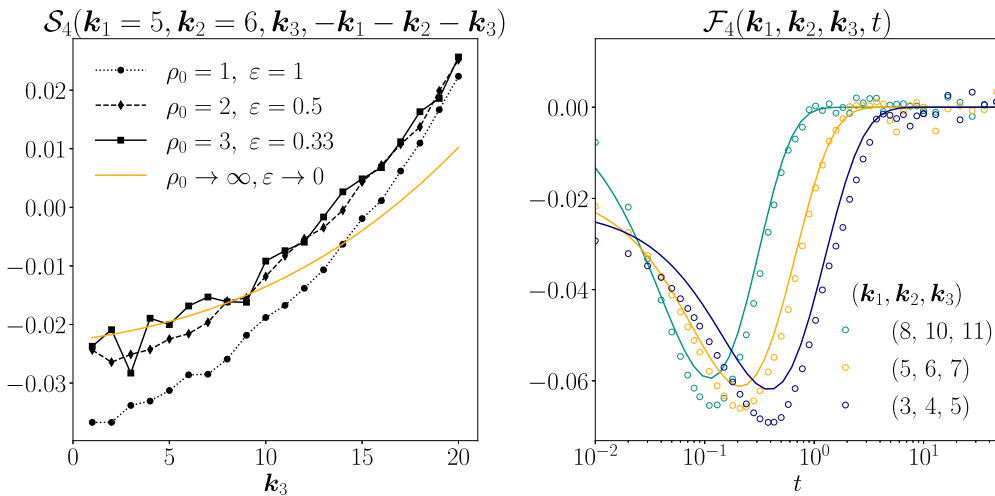 𝒮₄(𝒌₁ = 5, 𝒌₂ = 6, 𝒌₃, −𝒌₁ − 𝒌₂ − 𝒌₃)
0.02
0.01
0.00
−0.01
−0.02
−0.03
ρ₀ = 1, ε = 1
ρ₀ = 2, ε = 0.5
ρ₀ = 3, ε = 0.33
ρ₀ → ∞, ε → 0
0 5 10 15 20
𝒌₃
ℱ₄(𝒌₁, 𝒌₂, 𝒌₃, t)
0.00
−0.02
−0.04
−0.06
(𝒌₁, 𝒌₂, 𝒌₃)
(8, 10, 11)
(5, 6, 7)
(3, 4, 5)
10⁻² 10⁻¹ 10⁰ 10¹
t